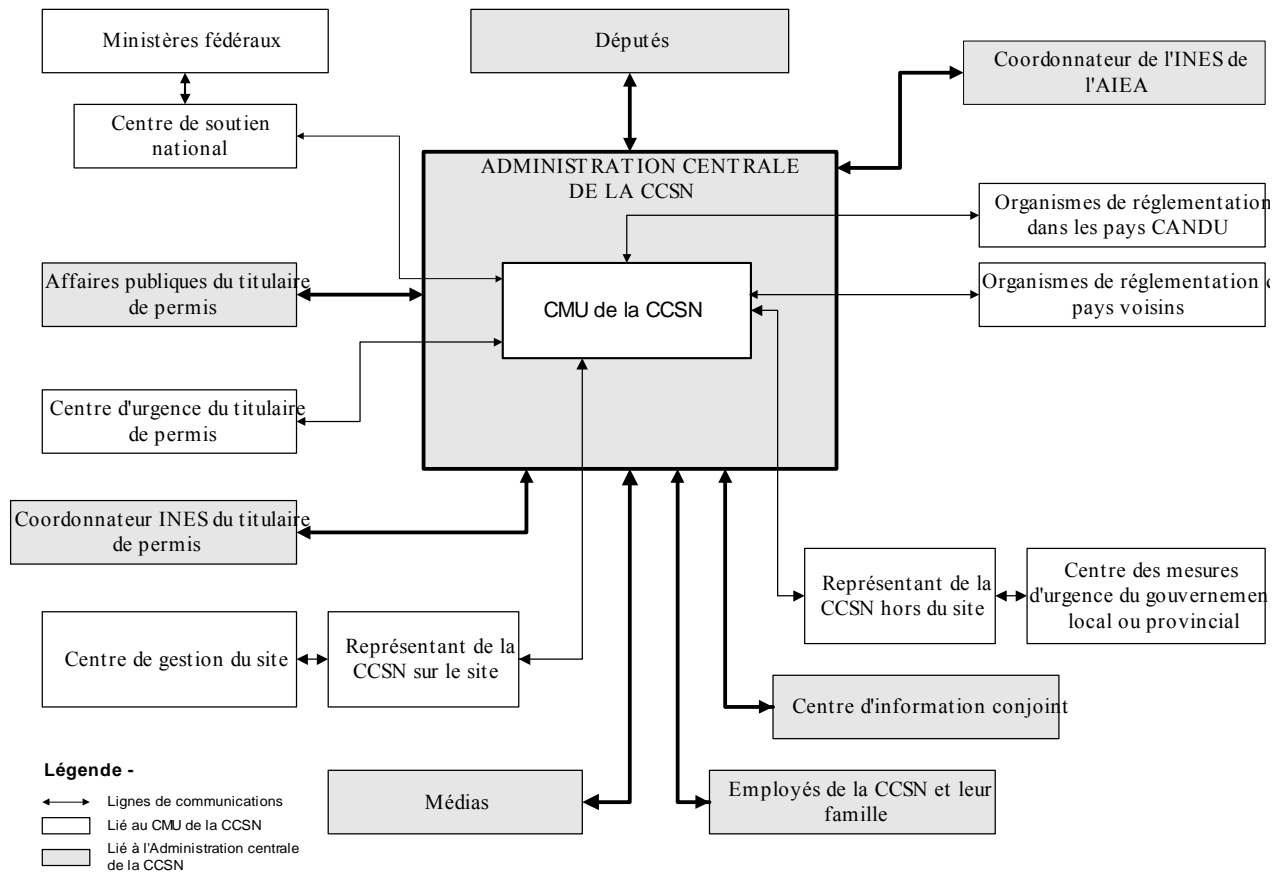 Ministères fédéraux
Députés
Coordonnateur de l'INES de
l'AIEA
Centre de soutien
national
ADMINISTRATION CENTRALE
DE LA CCSN
Organismes de réglementation
dans les pays CANDU
Affaires publiques du titulaire
de permis
CMU de la CCSN
Organismes de réglementation
pays voisins
Centre d'urgence du titulaire
de permis
Coordonnateur INES du titulaire
de permis
Représentant de la
CCSN hors du site
Centre des mesures
d'urgence du gouvernemen
local ou provincial
Centre de gestion du site
Représentant de la
CCSN sur le site
Centre d'information conjoint
Légende -
Lignes de communications
Lié au CMU de la CCSN
Lié à l'Administration centrale
de la CCSN
Médias
Employés de la CCSN et leur
famille